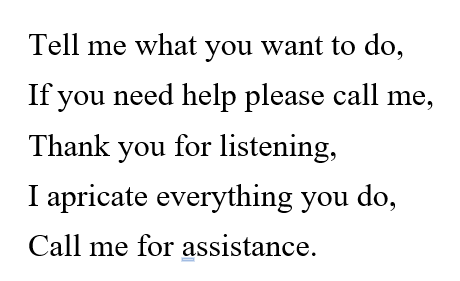 Tell me what you want to do,
If you need help please call me,
Thank you for listening,
I apricate everything you do,
Call me for assistance.